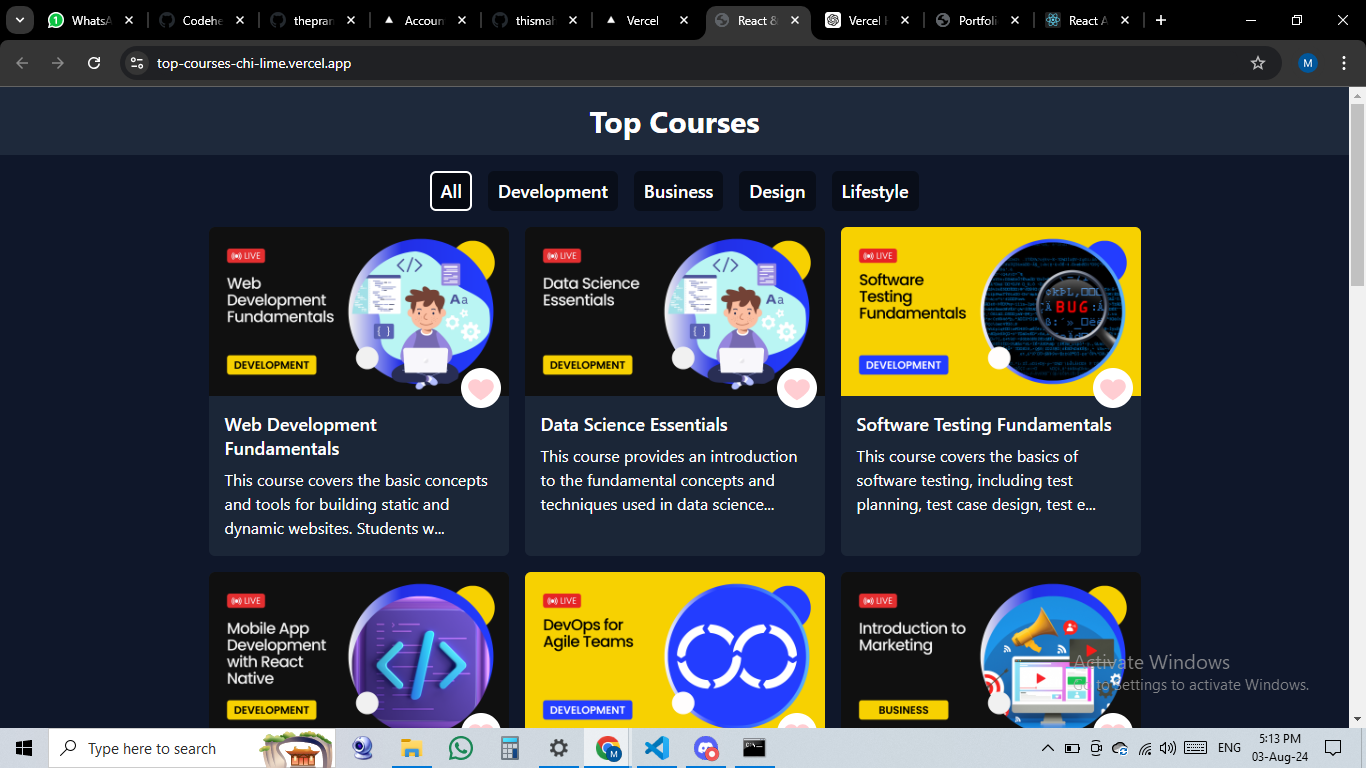 WhatsA
Codehe
thepran
Accoun
thismah
Vercel
React &
Vercel
Portfoli
React A
top-courses-chi-lime.vercel.app
M
Top Courses
All
Development
Business
Design
Lifestyle
LIVE
Web
Development
Fundamentals
DEVELOPMENT
Web Development
Fundamentals
This course covers the basic concepts
and tools for building static and
dynamic websites. Students w...
LIVE
Data Science
Essentials
DEVELOPMENT
Data Science Essentials
This course provides an introduction
to the fundamental concepts and
techniques used in data science...
LIVE
Software
Testing
Fundamentals
BUG
DEVELOPMENT
Software Testing Fundamentals
This course covers the basics of
software testing, including test
planning, test case design, test e...
LIVE
Mobile App
Development
with React
Native
DEVELOPMENT
LIVE
DevOps for
Agile Teams
DEVELOPMENT
LIVE
Introduction to
Marketing
BUSINESS
Activate Windows
Go to Settings to activate Windows.
Type here to search
ENG
5:13 PM
03-Aug-24